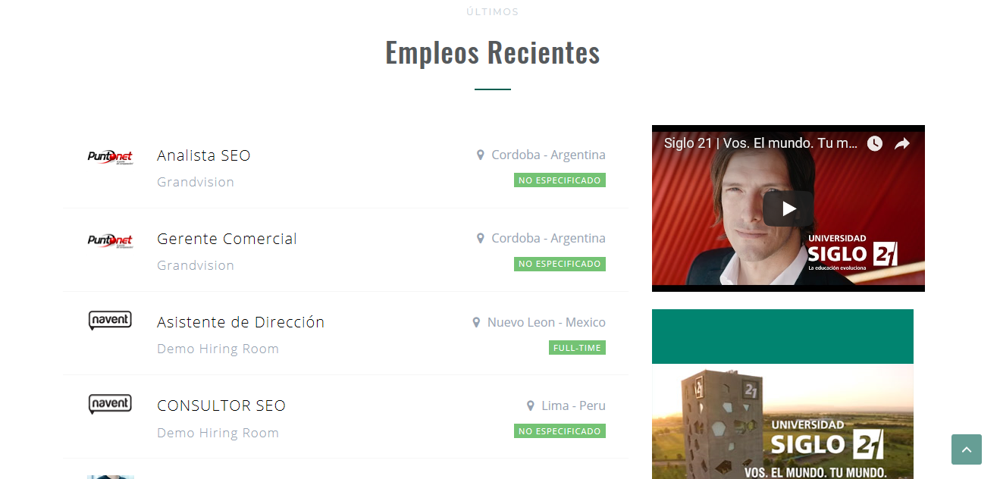 ÚLTIMOS
Empleos Recientes
Puntonet
Analista SEO
Cordoba - Argentina
Grandvision
NO ESPECIFICADO
Puntonet
Gerente Comercial
Cordoba - Argentina
Grandvision
NO ESPECIFICADO
navent
Asistente de Dirección
Nuevo Leon - Mexico
Demo Hiring Room
FULL-TIME
navent
CONSULTOR SEO
Lima - Peru
Demo Hiring Room
NO ESPECIFICADO
Siglo 21 | Vos. El mundo. Tu m...
UNIVERSIDAD
SIGLO 21
La educación evoluciona
21
21
UNIVERSIDAD
SIGLO 21
VOS. EL MUNDO. TU MUNDO.